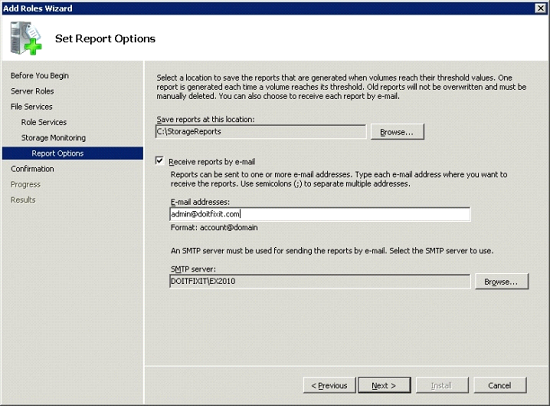 Add Roles Wizard
Set Report Options
Before You Begin
Server Roles
File Services
Role Services
Storage Monitoring
Report Options
Confirmation
Progress
Results
Select a location to save the reports that are generated when volumes reach their threshold values. One
report is generated each time a volume reaches its threshold. Old reports will not be overwritten and must be
manually deleted. You can also choose to receive each report by e-mail.
Save reports at this location:
C:\StorageReports
Browse...
Receive reports by e-mail
Reports can be sent to one or more e-mail addresses. Type each e-mail address where you want to
receive the reports. Use semicolons (;) to separate multiple addresses.
E-mail addresses:
admin@doitfixit.com
Format: account@domain
An SMTP server must be used for sending the reports by e-mail. Select the SMTP server to use.
SMTP server:
DOITFIXIT\EX2010
Browse...
< Previous
Next >
Install
Cancel